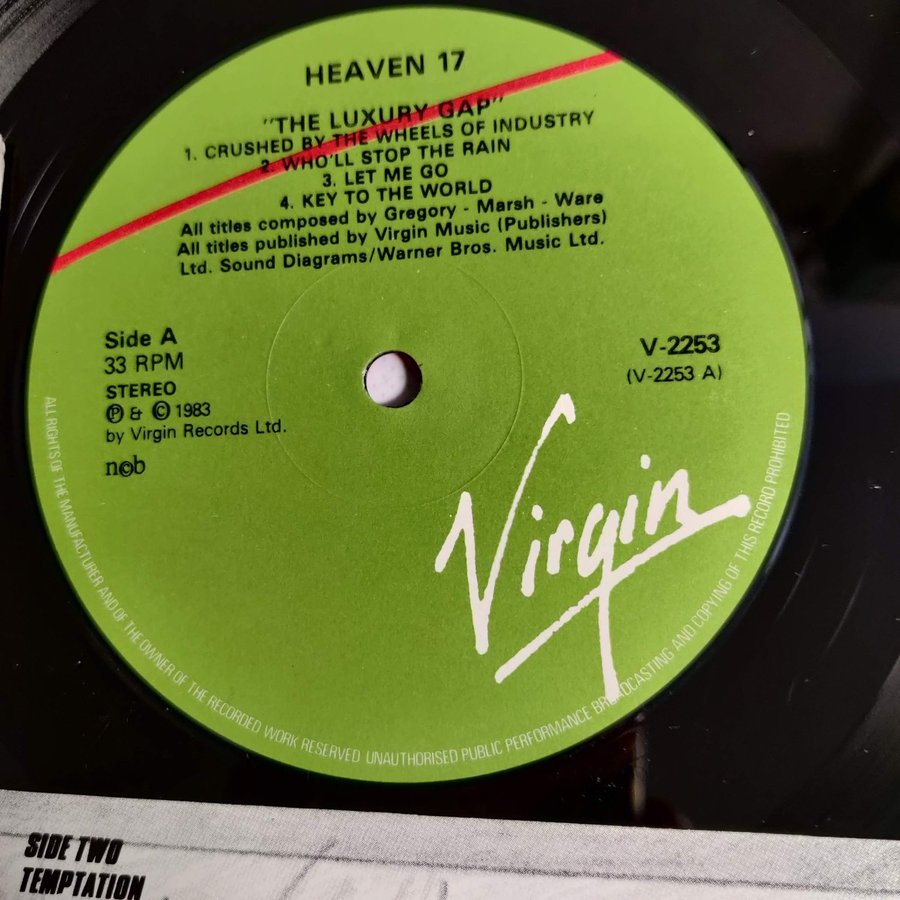 HEAVEN 17
"THE LUXURY GAP"
1. CRUSHED BY THE WHEELS OF INDUSTRY
2. WHO'LL STOP THE RAIN
3. LET ME GO
4. KEY TO THE WORLD
All titles composed by Gregory - Marsh - Ware
All titles published by Virgin Music (Publishers)
Ltd. Sound Diagrams/Warner Bros. Music Ltd.
Side A
33 RPM
STEREO
Ⓟ & © 1983
by Virgin Records Ltd.
n©b
V-2253
(V-2253 A)
Virgin
ALL RIGHTS OF THE MANUFACTURER AND OF THE OWNER OF THE RECORDED WORK RESERVED UNAUTHORISED PUBLIC PERFORMANCE BROADCASTING AND COPYING OF THIS RECORD PROHIBITED
SIDE TWO
TEMPTATION